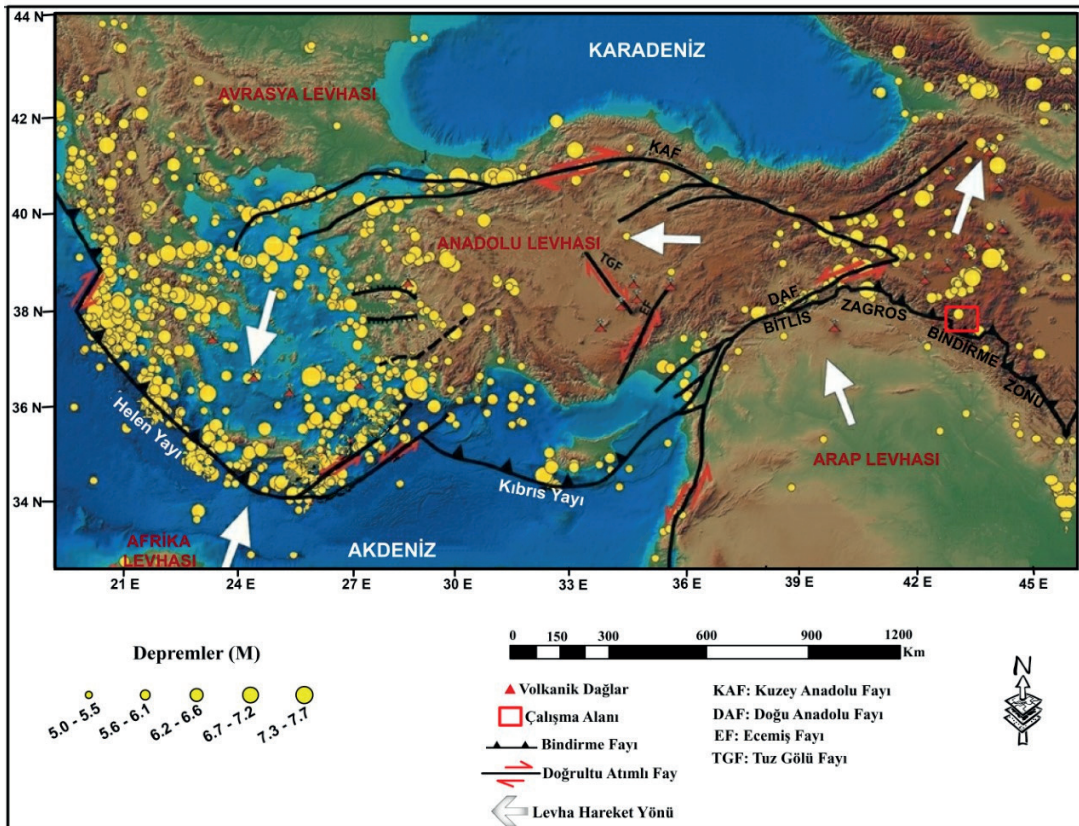 44 N
42 N
40 N
38 N
36 N
34 N
KARADENİZ
AVRASYA LEVHASI
KAF
ANADOLU LEVHASI
TGF
EF
DAF
BİTLİS
ZAGROS
BİNDİRME
ZONU
Helen Yayı
Kıbrıs Yayı
ARAP LEVHASI
AFRİKA
LEVHASI
AKDENİZ
21 E
24 E
27 E
30 E
33 E
36 E
39 E
42 E
45 E
Depremler (M)
5.0 - 5.5
5.6 - 6.1
6.2 - 6.6
6.7 - 7.2
7.3 - 7.7
0 150 300 600 900 1200
Km
Volkanik Dağlar
Çalışma Alanı
Bindirme Fayı
Doğrultu Atımlı Fay
Levha Hareket Yönü
KAF: Kuzey Anadolu Fayı
DAF: Doğu Anadolu Fayı
EF: Ecemiş Fayı
TGF: Tuz Gölü Fayı
N